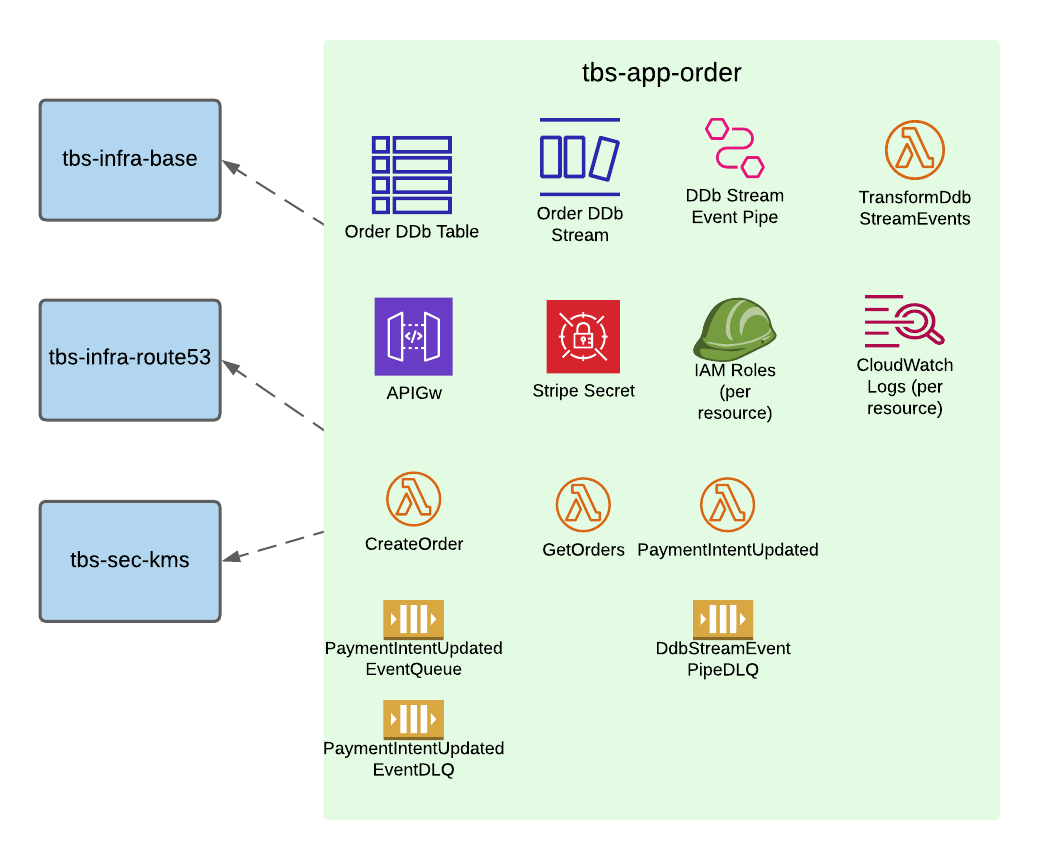 tbs-app-order
tbs-infra-base
tbs-infra-route53
tbs-sec-kms
Order DDb Table
Order DDb
Stream
DDb Stream
Event Pipe
TransformDdb
StreamEvents
APIGw
</>
Stripe Secret
IAM Roles
(per
resource)
CloudWatch
Logs (per
resource)
CreateOrder
GetOrders
PaymentIntentUpdated
PaymentIntentUpdated
EventQueue
DdbStreamEvent
PipeDLQ
PaymentIntentUpdated
EventDLQ